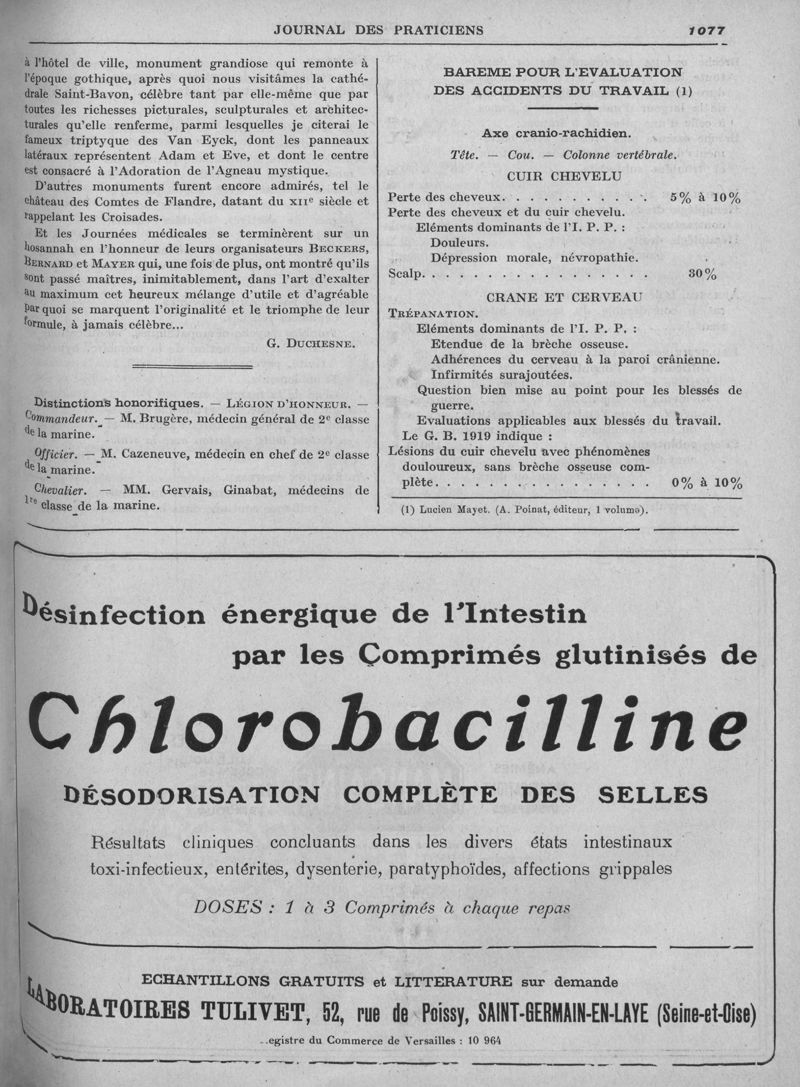 JOURNAL DES PRATICIENS 1077
à l'hôtel de ville, monument grandiose qui remonte à
l'époque gothique, après quoi nous visitâmes la cathé-
drale Saint-Bavon, célèbre tant par elle-même que par
toutes les richesses picturales, sculpturales et architec-
turales qu'elle renferme, parmi lesquelles je citerai le
fameux triptyque des Van Eyck, dont les panneaux
latéraux représentent Adam et Eve, et dont le centre
est consacré à l'Adoration de l'Agneau mystique.
D'autres monuments furent encore admirés, tel le
château des Comtes de Flandre, datant du XIIe siècle et
rappelant les Croisades.
Et les Journées médicales se terminèrent sur un
hosannah en l'honneur de leurs organisateurs BECKERS,
BERNARD et MAYER qui, une fois de plus, ont montré qu'ils
sont passé maîtres, inimitablement, dans l'art d'exalter
au maximum cet heureux mélange d'utile et d'agréable
par quoi se marquent l'originalité et le triomphe de leur
formule, à jamais célèbre...
G. DUCHESNE.
Distinctions honorifiques. — LÉGION D'HONNEUR. —
Commandeur. — M. Brugère, médecin général de 2e classe
de la marine.
Officier. — M. Cazeneuve, médecin en chef de 2e classe
de la marine.
Chevalier. — MM. Gervais, Ginabat, médecins de
1re classe de la marine.
BAREME POUR L'EVALUATION
DES ACCIDENTS DU TRAVAIL (1)
Axe cranio-rachidien.
Tête. — Cou. — Colonne vertébrale.
CUIR CHEVELU
Perte des cheveux. . . . . . . . . . . 5% à 10%
Perte des cheveux et du cuir chevelu.
Eléments dominants de l'I. P. P. :
Douleurs.
Dépression morale, névropathie.
Scalp. . . . . . . . . . . . . . . . 30%
CRANE ET CERVEAU
TRÉPANATION.
Eléments dominants de l'I. P. P. :
Etendue de la brèche osseuse.
Adhérences du cerveau à la paroi crânienne.
Infirmités surajoutées.
Question bien mise au point pour les blessés de
guerre.
Evaluations applicables aux blessés du travail.
Le G. B. 1919 indique :
Lésions du cuir chevelu avec phénomènes
douloureux, sans brèche osseuse com-
plète. . . . . . . . . . . . . . . . 0% à 10%
(1) Lucien Mayet. (A. Poinat, éditeur, 1 volume).
Désinfection énergique de l'Intestin
par les Comprimés glutinisés de
Chlorobacilline
DÉSODORISATION COMPLÈTE DES SELLES
Résultats cliniques concluants dans les divers états intestinaux
toxi-infectieux, entérites, dysenterie, paratyphoïdes, affections grippales
DOSES : 1 à 3 Comprimés à chaque repas
ECHANTILLONS GRATUITS et LITTERATURE sur demande
LABORATOIRES TULIVET, 52, rue de Poissy, SAINT-GERMAIN-EN-LAYE (Seine-et-Oise)
egistre du Commerce de Versailles : 10 964